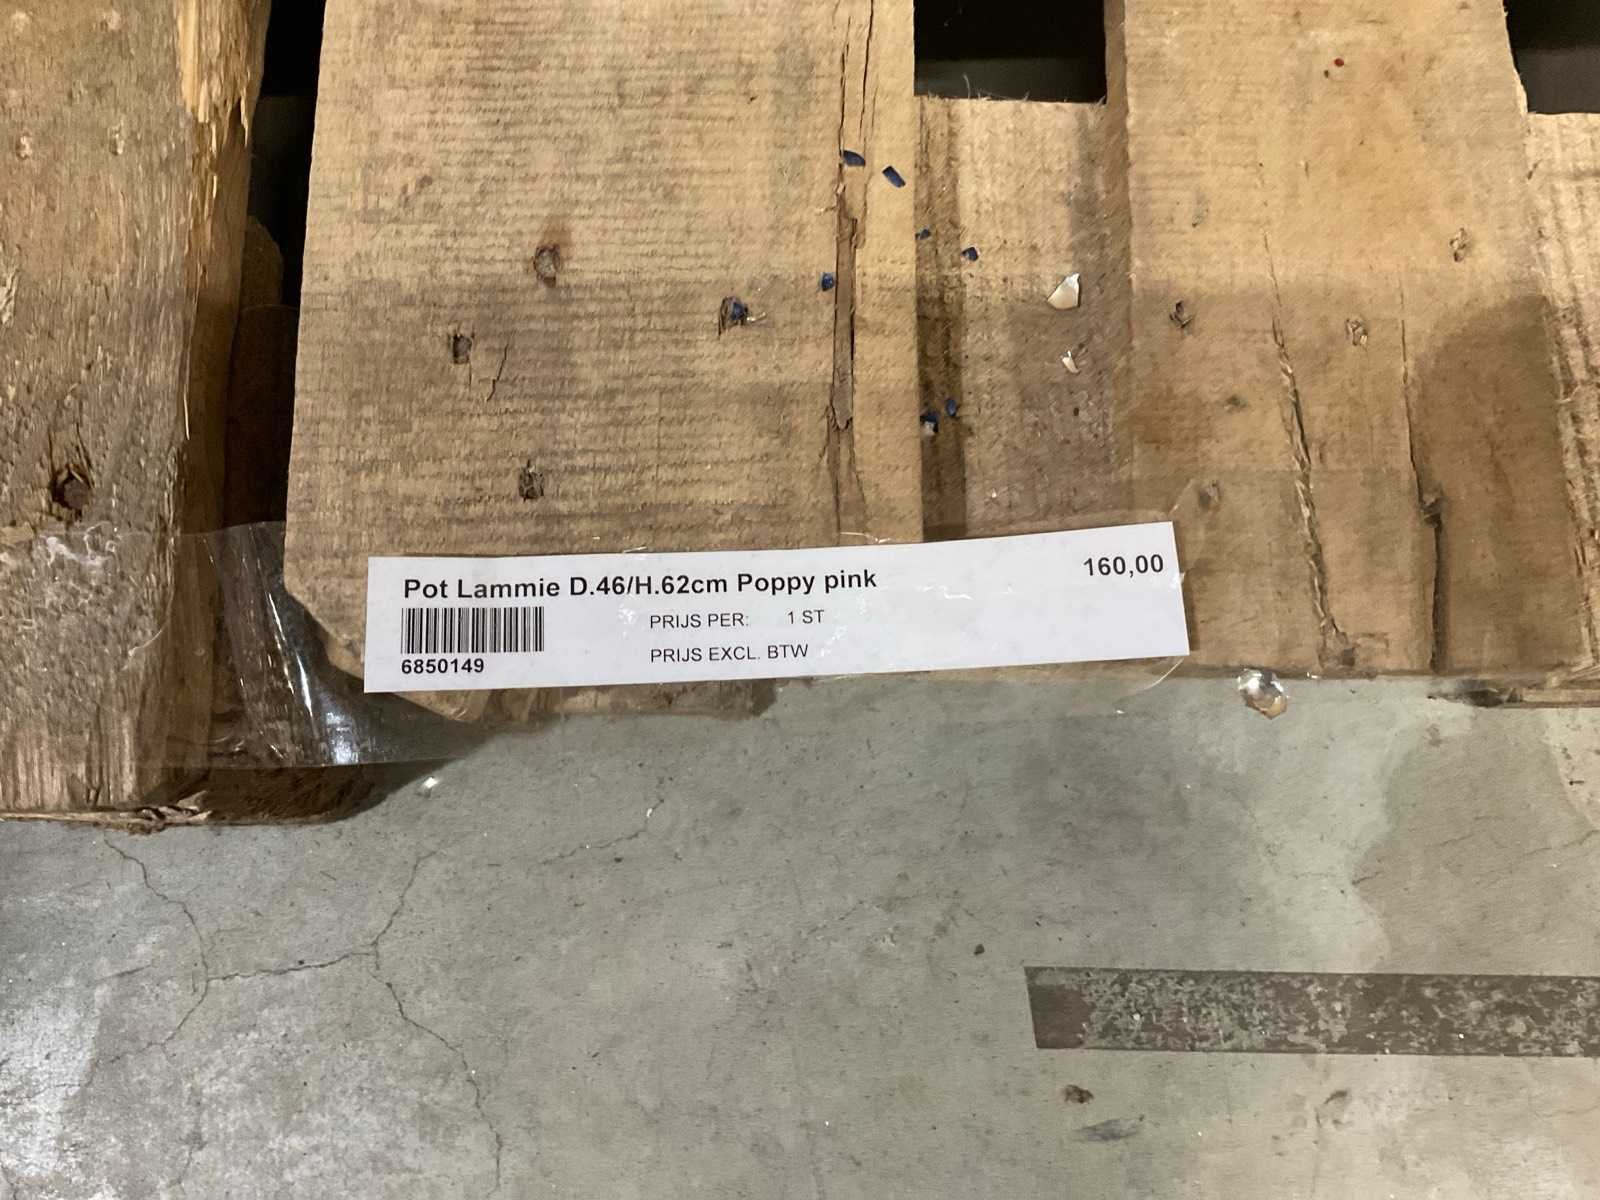 Pot Lammie D.46/H.62cm Poppy pink 160,00
PRIJS PER: 1 ST
6850149
PRIJS EXCL. BTW